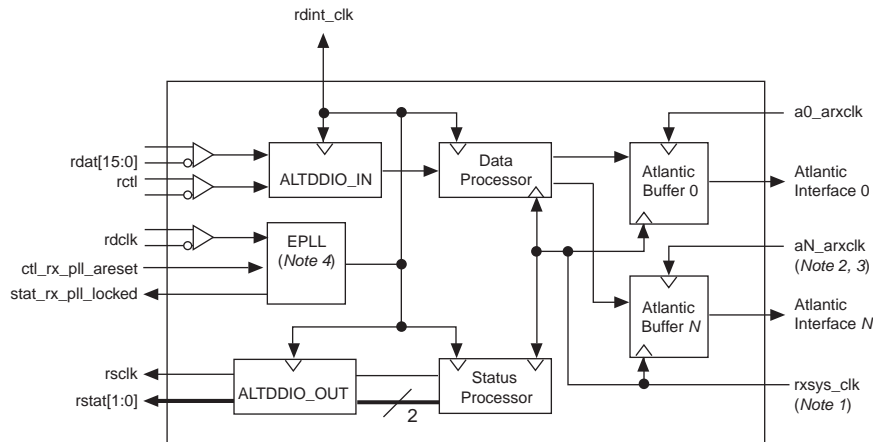 rdint_clk
a0_arxclk
rdat[15:0]
rctl
ALTDDIO_IN
Data
Processor
Atlantic
Buffer 0
Atlantic
Interface 0
rdclk
EPLL
(Note 4)
ctl_rx_pll_areset
stat_rx_pll_locked
aN_arxclk
(Note 2, 3)
Atlantic
Buffer N
Atlantic
Interface N
rsclk
rstat[1:0]
ALTDDIO_OUT
2
Status
Processor
rxsys_clk
(Note 1)